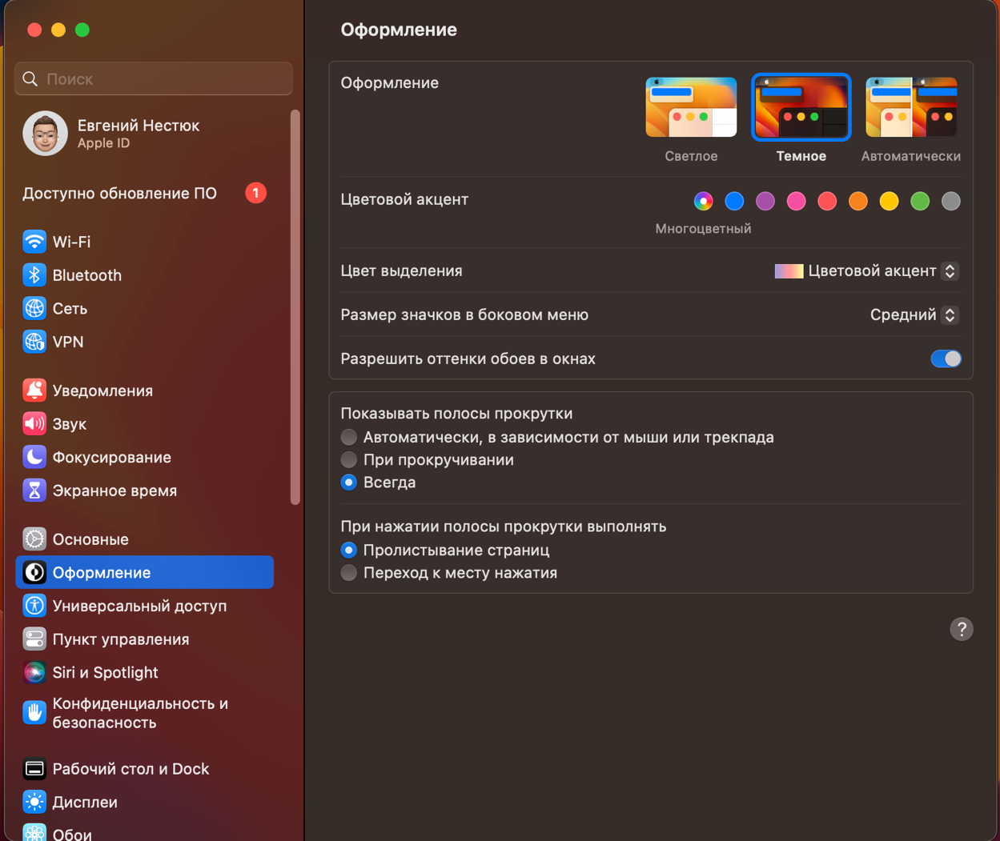 Оформление
Поиск
Евгений Нестюк
Apple ID
Доступно обновление ПО
1
Wi-Fi
Bluetooth
Сеть
VPN
Уведомления
Звук
Фокусирование
Экранное время
Основные
Оформление
Универсальный доступ
Пункт управления
Siri и Spotlight
Конфиденциальность и
безопасность
Рабочий стол и Dock
Дисплеи
Обои
Оформление
Светлое
Темное
Автоматически
Цветовой акцент
Многоцветный
Цвет выделения
Цветовой акцент
Размер значков в боковом меню
Средний
Разрешить оттенки обоев в окнах
Показывать полосы прокрутки
Автоматически, в зависимости от мыши или трекпада
При прокручивании
Всегда
При нажатии полосы прокрутки выполнять
Пролистывание страниц
Переход к месту нажатия
?